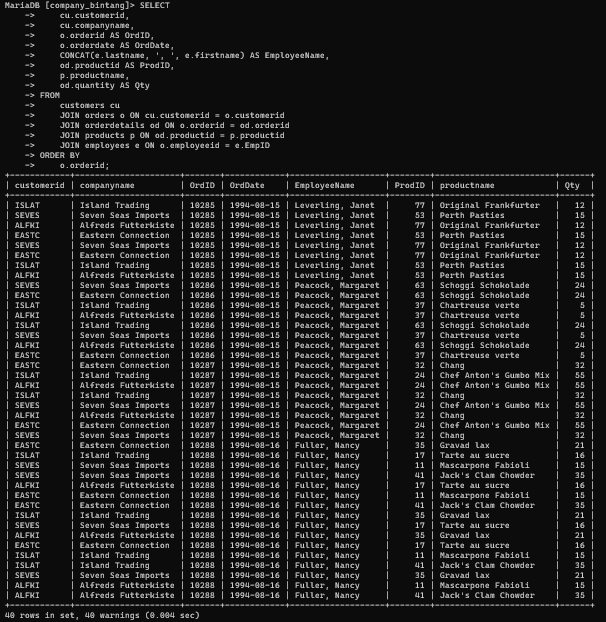 MariaDB [company_bintang]> SELECT
    ->     cu.customerid,
    ->     cu.companyname,
    ->     o.orderid AS OrdID,
    ->     o.orderdate AS OrdDate,
    ->     CONCAT(e.lastname, ', ', e.firstname) AS EmployeeName,
    ->     od.productid AS ProdID,
    ->     p.productname,
    ->     od.quantity AS Qty
    -> FROM
    ->     customers cu
    ->     JOIN orders o ON cu.customerid = o.customerid
    ->     JOIN orderdetails od ON o.orderid = od.orderid
    ->     JOIN products p ON od.productid = p.productid
    ->     JOIN employees e ON o.employeeid = e.EmpID
    -> ORDER BY
    ->     o.orderid;
| customerid | companyname | OrdID | OrdDate | EmployeeName | ProdID | productname | Qty |
| ISLAT | Island Trading | 10285 | 1994-08-15 | Leverling, Janet | 77 | Original Frankfurter | 12 |
| SEVES | Seven Seas Imports | 10285 | 1994-08-15 | Leverling, Janet | 53 | Perth Pasties | 15 |
| ALFKI | Alfreds Futterkiste | 10285 | 1994-08-15 | Leverling, Janet | 77 | Original Frankfurter | 12 |
| EASTC | Eastern Connection | 10285 | 1994-08-15 | Leverling, Janet | 53 | Perth Pasties | 15 |
| SEVES | Seven Seas Imports | 10285 | 1994-08-15 | Leverling, Janet | 77 | Original Frankfurter | 12 |
| EASTC | Eastern Connection | 10285 | 1994-08-15 | Leverling, Janet | 77 | Original Frankfurter | 12 |
| ISLAT | Island Trading | 10285 | 1994-08-15 | Leverling, Janet | 53 | Perth Pasties | 15 |
| ALFKI | Alfreds Futterkiste | 10285 | 1994-08-15 | Leverling, Janet | 53 | Perth Pasties | 15 |
| SEVES | Seven Seas Imports | 10286 | 1994-08-15 | Peacock, Margaret | 63 | Schoggi Schokolade | 24 |
| EASTC | Eastern Connection | 10286 | 1994-08-15 | Peacock, Margaret | 63 | Schoggi Schokolade | 24 |
| ISLAT | Island Trading | 10286 | 1994-08-15 | Peacock, Margaret | 37 | Chartreuse verte | 5 |
| ALFKI | Alfreds Futterkiste | 10286 | 1994-08-15 | Peacock, Margaret | 37 | Chartreuse verte | 5 |
| ISLAT | Island Trading | 10286 | 1994-08-15 | Peacock, Margaret | 63 | Schoggi Schokolade | 24 |
| SEVES | Seven Seas Imports | 10286 | 1994-08-15 | Peacock, Margaret | 37 | Chartreuse verte | 5 |
| ALFKI | Alfreds Futterkiste | 10286 | 1994-08-15 | Peacock, Margaret | 63 | Schoggi Schokolade | 24 |
| EASTC | Eastern Connection | 10286 | 1994-08-15 | Peacock, Margaret | 37 | Chartreuse verte | 5 |
| EASTC | Eastern Connection | 10287 | 1994-08-15 | Peacock, Margaret | 32 | Chang | 32 |
| ISLAT | Island Trading | 10287 | 1994-08-15 | Peacock, Margaret | 24 | Chef Anton's Gumbo Mix | 55 |
| ALFKI | Alfreds Futterkiste | 10287 | 1994-08-15 | Peacock, Margaret | 24 | Chef Anton's Gumbo Mix | 55 |
| ISLAT | Island Trading | 10287 | 1994-08-15 | Peacock, Margaret | 32 | Chang | 32 |
| SEVES | Seven Seas Imports | 10287 | 1994-08-15 | Peacock, Margaret | 24 | Chef Anton's Gumbo Mix | 55 |
| ALFKI | Alfreds Futterkiste | 10287 | 1994-08-15 | Peacock, Margaret | 32 | Chang | 32 |
| EASTC | Eastern Connection | 10287 | 1994-08-15 | Peacock, Margaret | 24 | Chef Anton's Gumbo Mix | 55 |
| SEVES | Seven Seas Imports | 10287 | 1994-08-15 | Peacock, Margaret | 32 | Chang | 32 |
| EASTC | Eastern Connection | 10288 | 1994-08-16 | Fuller, Nancy | 35 | Gravad lax | 21 |
| ISLAT | Island Trading | 10288 | 1994-08-16 | Fuller, Nancy | 17 | Tarte au sucre | 16 |
| SEVES | Seven Seas Imports | 10288 | 1994-08-16 | Fuller, Nancy | 11 | Mascarpone Fabioli | 15 |
| SEVES | Seven Seas Imports | 10288 | 1994-08-16 | Fuller, Nancy | 41 | Jack's Clam Chowder | 35 |
| ALFKI | Alfreds Futterkiste | 10288 | 1994-08-16 | Fuller, Nancy | 17 | Tarte au sucre | 16 |
| EASTC | Eastern Connection | 10288 | 1994-08-16 | Fuller, Nancy | 11 | Mascarpone Fabioli | 15 |
| EASTC | Eastern Connection | 10288 | 1994-08-16 | Fuller, Nancy | 41 | Jack's Clam Chowder | 35 |
| ISLAT | Island Trading | 10288 | 1994-08-16 | Fuller, Nancy | 35 | Gravad lax | 21 |
| SEVES | Seven Seas Imports | 10288 | 1994-08-16 | Fuller, Nancy | 17 | Tarte au sucre | 16 |
| ALFKI | Alfreds Futterkiste | 10288 | 1994-08-16 | Fuller, Nancy | 35 | Gravad lax | 21 |
| EASTC | Eastern Connection | 10288 | 1994-08-16 | Fuller, Nancy | 17 | Tarte au sucre | 16 |
| ISLAT | Island Trading | 10288 | 1994-08-16 | Fuller, Nancy | 11 | Mascarpone Fabioli | 15 |
| ISLAT | Island Trading | 10288 | 1994-08-16 | Fuller, Nancy | 41 | Jack's Clam Chowder | 35 |
| SEVES | Seven Seas Imports | 10288 | 1994-08-16 | Fuller, Nancy | 35 | Gravad lax | 21 |
| ALFKI | Alfreds Futterkiste | 10288 | 1994-08-16 | Fuller, Nancy | 11 | Mascarpone Fabioli | 15 |
| ALFKI | Alfreds Futterkiste | 10288 | 1994-08-16 | Fuller, Nancy | 41 | Jack's Clam Chowder | 35 |
40 rows in set, 40 warnings (0.004 sec)